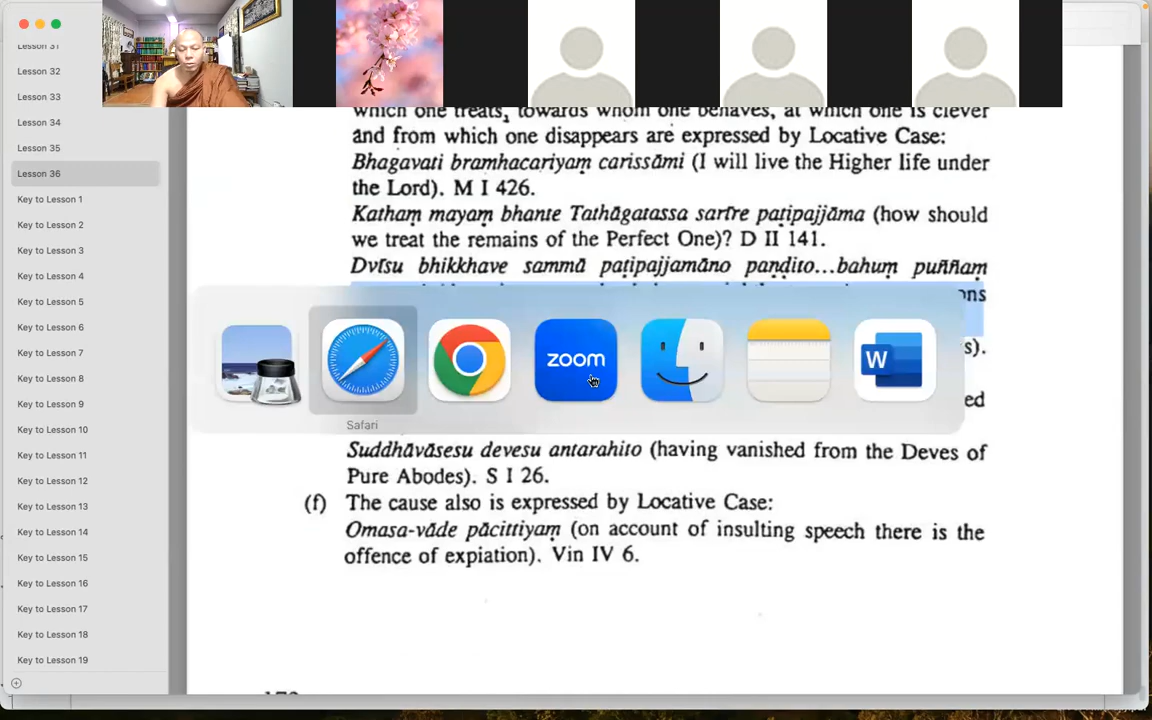 Lesson 31
Lesson 32
Lesson 33
Lesson 34
Lesson 35
Lesson 36
Key to Lesson 1
Key to Lesson 2
Key to Lesson 3
Key to Lesson 4
Key to Lesson 5
Key to Lesson 6
Key to Lesson 7
Key to Lesson 8
Key to Lesson 9
Key to Lesson 10
Key to Lesson 11
Key to Lesson 12
Key to Lesson 13
Key to Lesson 14
Key to Lesson 15
Key to Lesson 16
Key to Lesson 17
Key to Lesson 18
Key to Lesson 19
which one treats, towards whom one behaves, at which one is clever
and from which one disappears are expressed by Locative Case:
Bhagavati bramhacariyaṃ carissāmi (I will live the Higher life under
the Lord). M I 426.
Kathaṃ mayaṃ bhante Tathāgatassa sarīre paṭipajjāma (how should
we treat the remains of the Perfect One)? D II 141.
Dvīsu bhikkhave sammā paṭipajjamāno paṇḍito...bahuṃ puññaṃ
ons
s).
ed
zoom
W
Safari
Suddhāvāsesu devesu antarahito (having vanished from the Deves of
Pure Abodes). S I 26.
(f) The cause also is expressed by Locative Case:
Omasa-vāde pācittiyaṃ (on account of insulting speech there is the
offence of expiation). Vin IV 6.